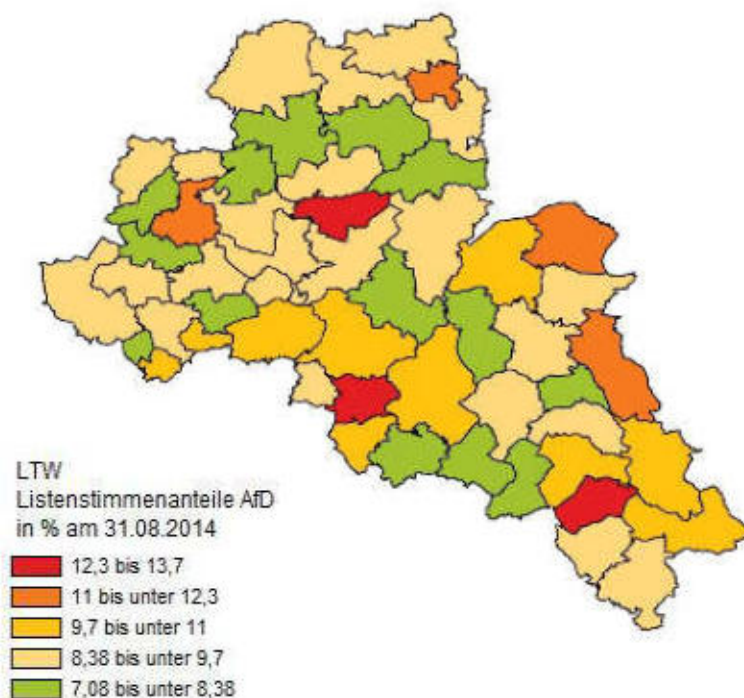 LTW
Listenstimmenanteile AfD
in % am 31.08.2014
12,3 bis 13,7
11 bis unter 12,3
9,7 bis unter 11
8,38 bis unter 9,7
7,08 bis unter 8,38